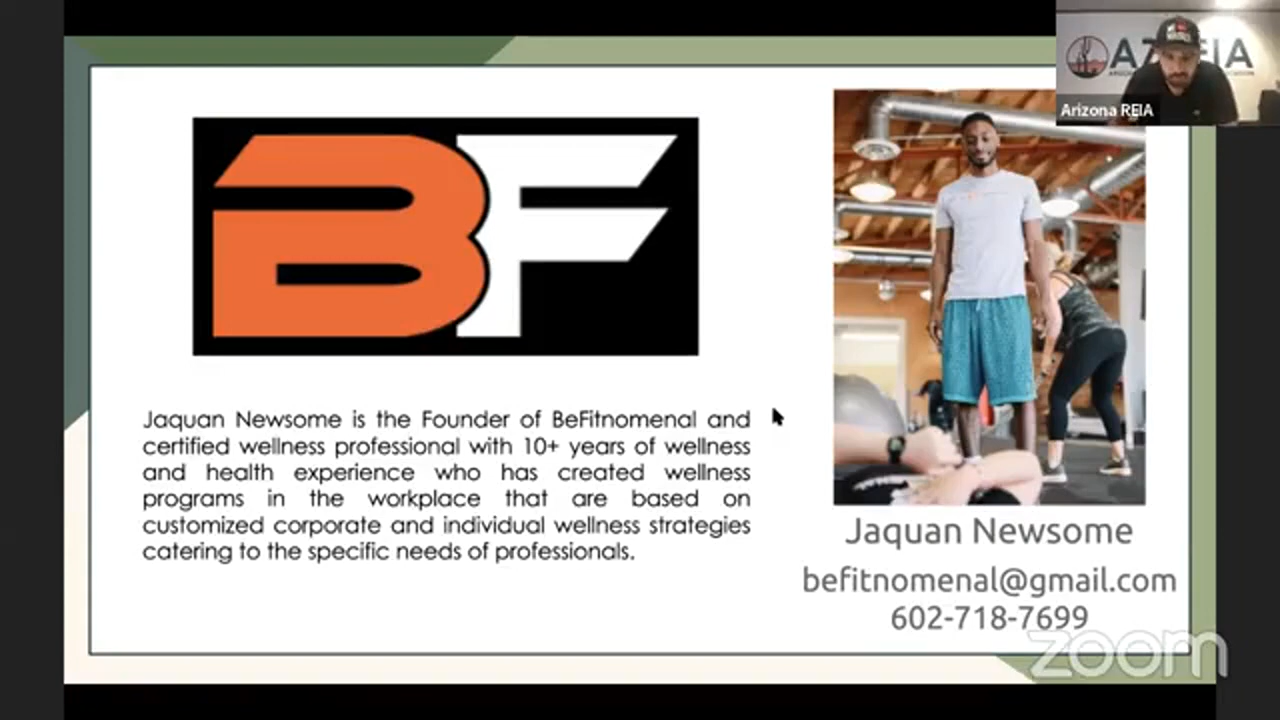 BF
AZREIA
Arizona REIA
Jaquan Newsome is the Founder of BeFitnomenal and
certified wellness professional with 10+ years of wellness
and health experience who has created wellness
programs in the workplace that are based on
customized corporate and individual wellness strategies
catering to the specific needs of professionals.
Jaquan Newsome
befitnomenal@gmail.com
602-718-7699
zoom